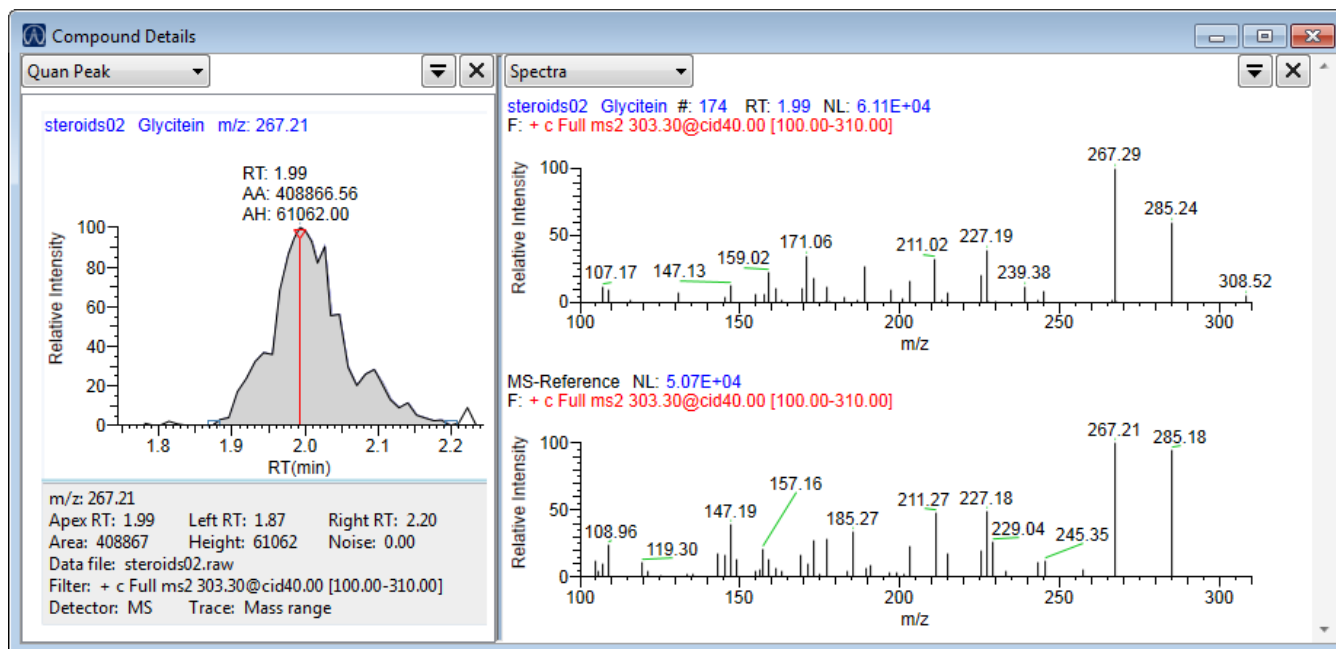 Compound Details
Quan Peak
steroids02 Glycitein m/z: 267.21
RT: 1.99
AA: 408866.56
AH: 61062.00
Relative Intensity
100
80
60
40
20
0
1.8 1.9 2.0 2.1 2.2
RT(min)
m/z: 267.21
Apex RT: 1.99 Left RT: 1.87 Right RT: 2.20
Area: 408867 Height: 61062 Noise: 0.00
Data file: steroids02.raw
Filter: + c Full ms2 303.30@cid40.00 [100.00-310.00]
Detector: MS Trace: Mass range
Spectra
steroids02 Glycitein #: 174 RT: 1.99 NL: 6.11E+04
F: + c Full ms2 303.30@cid40.00 [100.00-310.00]
Relative Intensity
100
50
0
107.17 147.13 159.02 171.06 211.02 227.19 239.38 267.29 285.24 308.52
100 150 200 250 300
m/z
MS-Reference NL: 5.07E+04
F: + c Full ms2 303.30@cid40.00 [100.00-310.00]
Relative Intensity
100
50
0
108.96 119.30 147.19 157.16 185.27 211.27 227.18 229.04 245.35 267.21 285.18
100 150 200 250 300
m/z